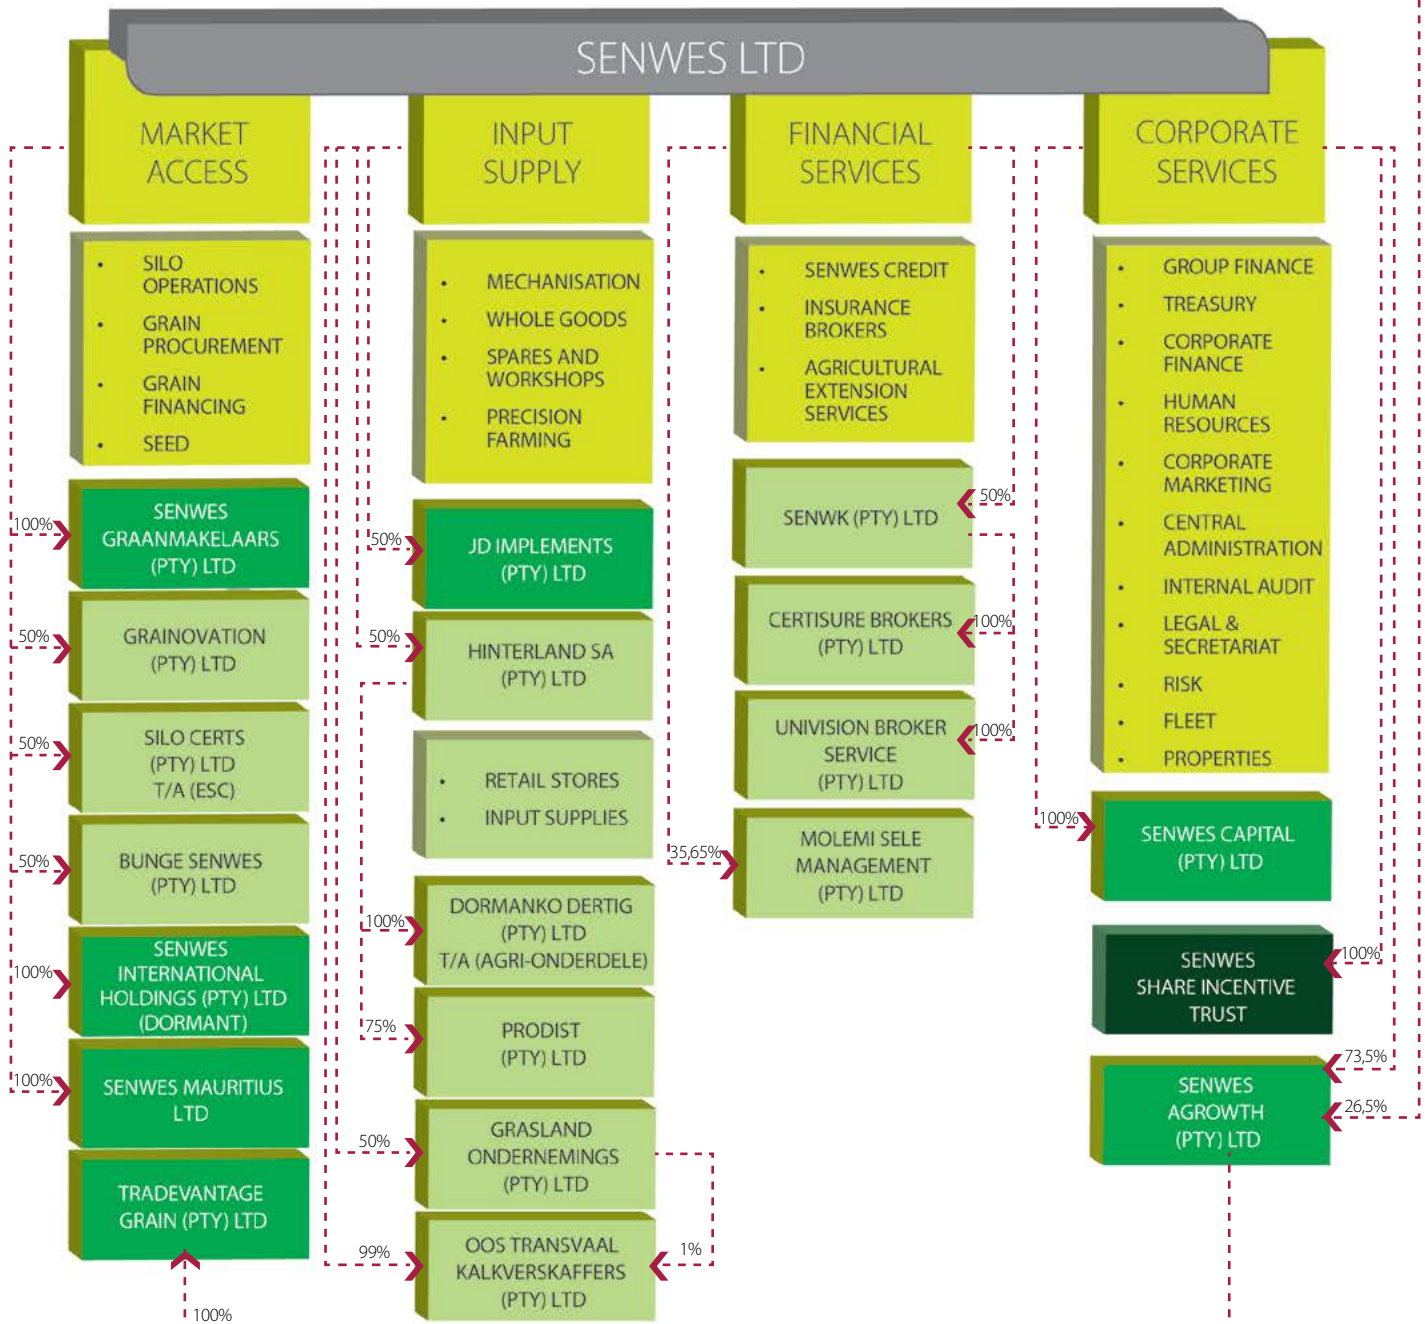 SENWES LTD
MARKET
ACCESS
• SILO
OPERATIONS
• GRAIN
PROCUREMENT
• GRAIN
FINANCING
• SEED
100%
SENWES
GRAANMAKELAARS
(PTY) LTD
50%
GRAINOVATION
(PTY) LTD
50%
SILO CERTS
(PTY) LTD
T/A (ESC)
50%
BUNGE SENWES
(PTY) LTD
100%
SENWES
INTERNATIONAL
HOLDINGS (PTY) LTD
(DORMANT)
100%
SENWES MAURITIUS
LTD
TRADEVANTAGE
GRAIN (PTY) LTD
100%
INPUT
SUPPLY
• MECHANISATION
• WHOLE GOODS
• SPARES AND
WORKSHOPS
• PRECISION
FARMING
50%
JD IMPLEMENTS
(PTY) LTD
50%
HINTERLAND SA
(PTY) LTD
• RETAIL STORES
• INPUT SUPPLIES
100%
DORMANKO DERTIG
(PTY) LTD
T/A (AGRI-ONDERDELE)
75%
PRODIST
(PTY) LTD
50%
GRASLAND
ONDERNEMINGS
(PTY) LTD
99%
OOS TRANSVAAL
KALKVERSKAFFERS
(PTY) LTD
1%
FINANCIAL
SERVICES
• SENWES CREDIT
• INSURANCE
BROKERS
• AGRICULTURAL
EXTENSION
SERVICES
SENWK (PTY) LTD
50%
CERTISURE BROKERS
(PTY) LTD
100%
UNIVISION BROKER
SERVICE
(PTY) LTD
100%
35,65%
MOLEMI SELE
MANAGEMENT
(PTY) LTD
CORPORATE
SERVICES
• GROUP FINANCE
• TREASURY
• CORPORATE
FINANCE
• HUMAN
RESOURCES
• CORPORATE
MARKETING
• CENTRAL
ADMINISTRATION
• INTERNAL AUDIT
• LEGAL &
SECRETARIAT
• RISK
• FLEET
• PROPERTIES
100%
SENWES CAPITAL
(PTY) LTD
SENWES
SHARE INCENTIVE
TRUST
100%
SENWES
AGROWTH
(PTY) LTD
73,5%
26,5%